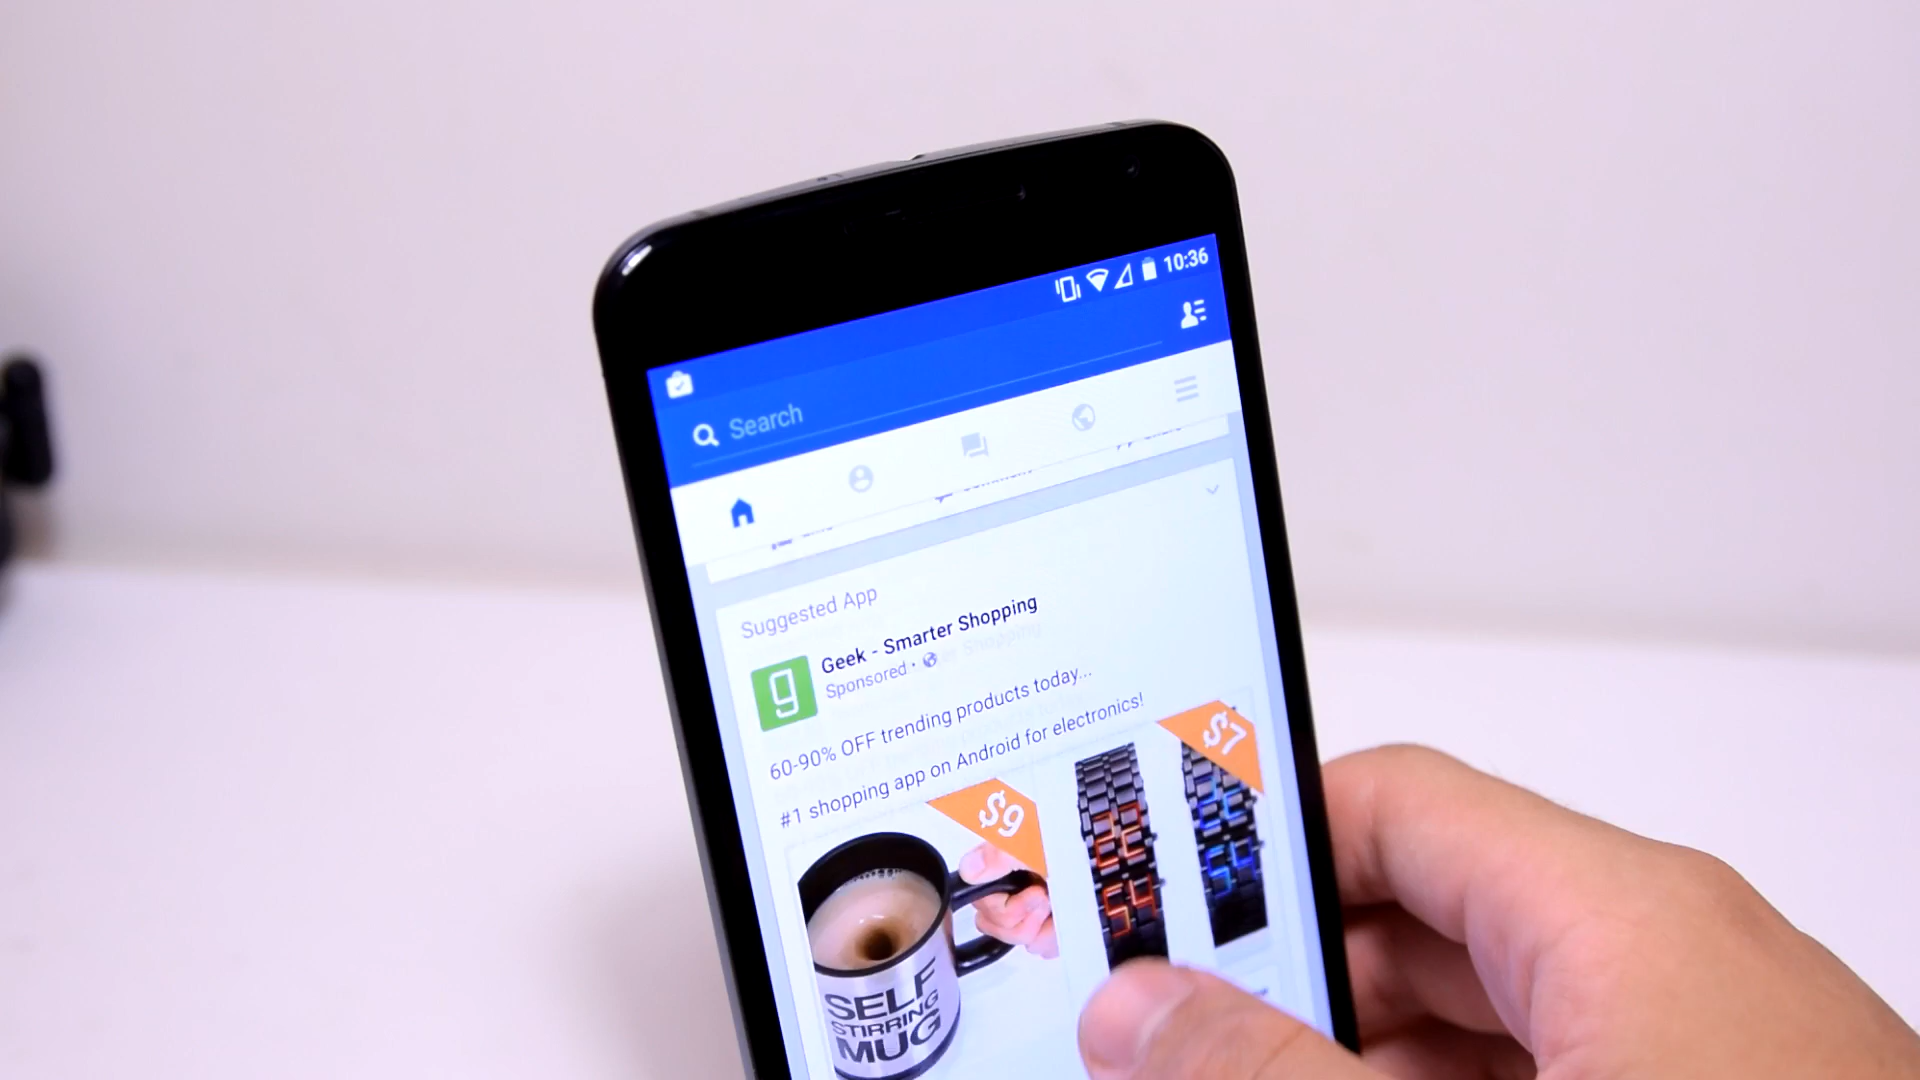 10:36
Search
Suggested App
Geek - Smarter Shopping
Sponsored ·
g
60-90% OFF trending products today...
#1 shopping app on Android for electronics!
$9
$7
SELF
STIRRING
MUG